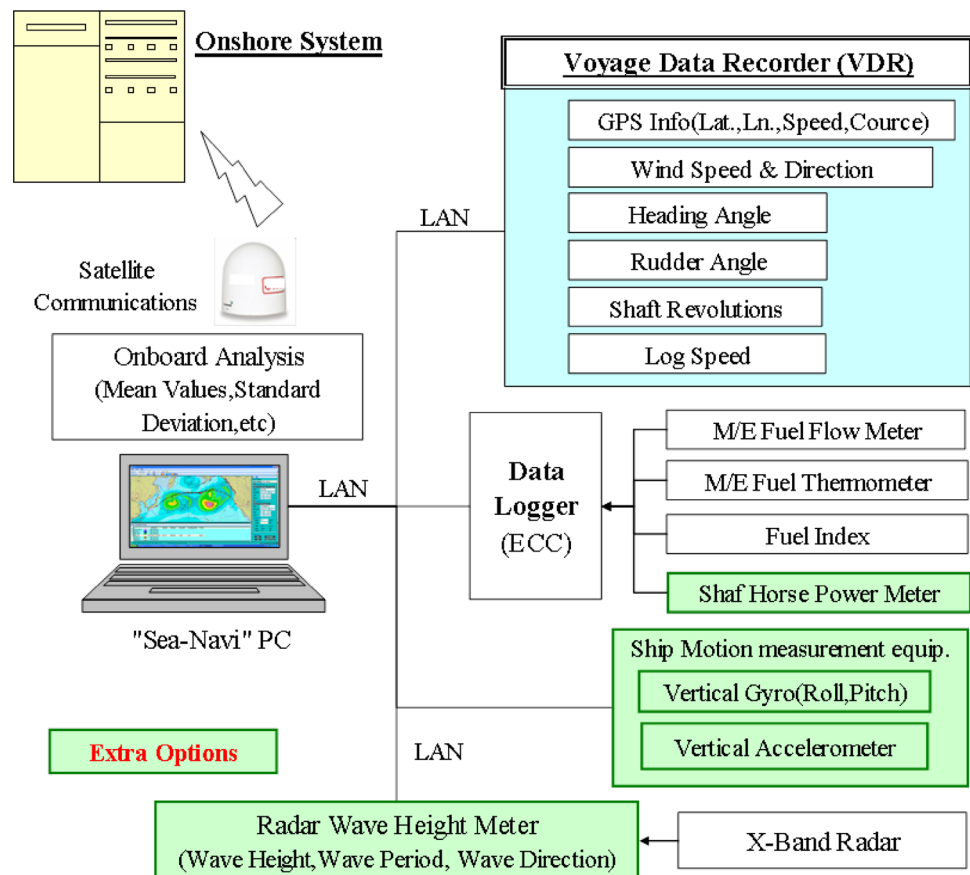 Onshore System
Voyage Data Recorder (VDR)
GPS Info(Lat.,Ln.,Speed,Cource)
Wind Speed & Direction
Heading Angle
Rudder Angle
Shaft Revolutions
Log Speed
LAN
Satellite
Communications
Onboard Analysis
(Mean Values,Standard
Deviation,etc)
LAN
"Sea-Navi" PC
Data
Logger
(ECC)
M/E Fuel Flow Meter
M/E Fuel Thermometer
Fuel Index
Shaf Horse Power Meter
Ship Motion measurement equip.
Vertical Gyro(Roll,Pitch)
Vertical Accelerometer
Extra Options
LAN
Radar Wave Height Meter
(Wave Height,Wave Period, Wave Direction)
X-Band Radar